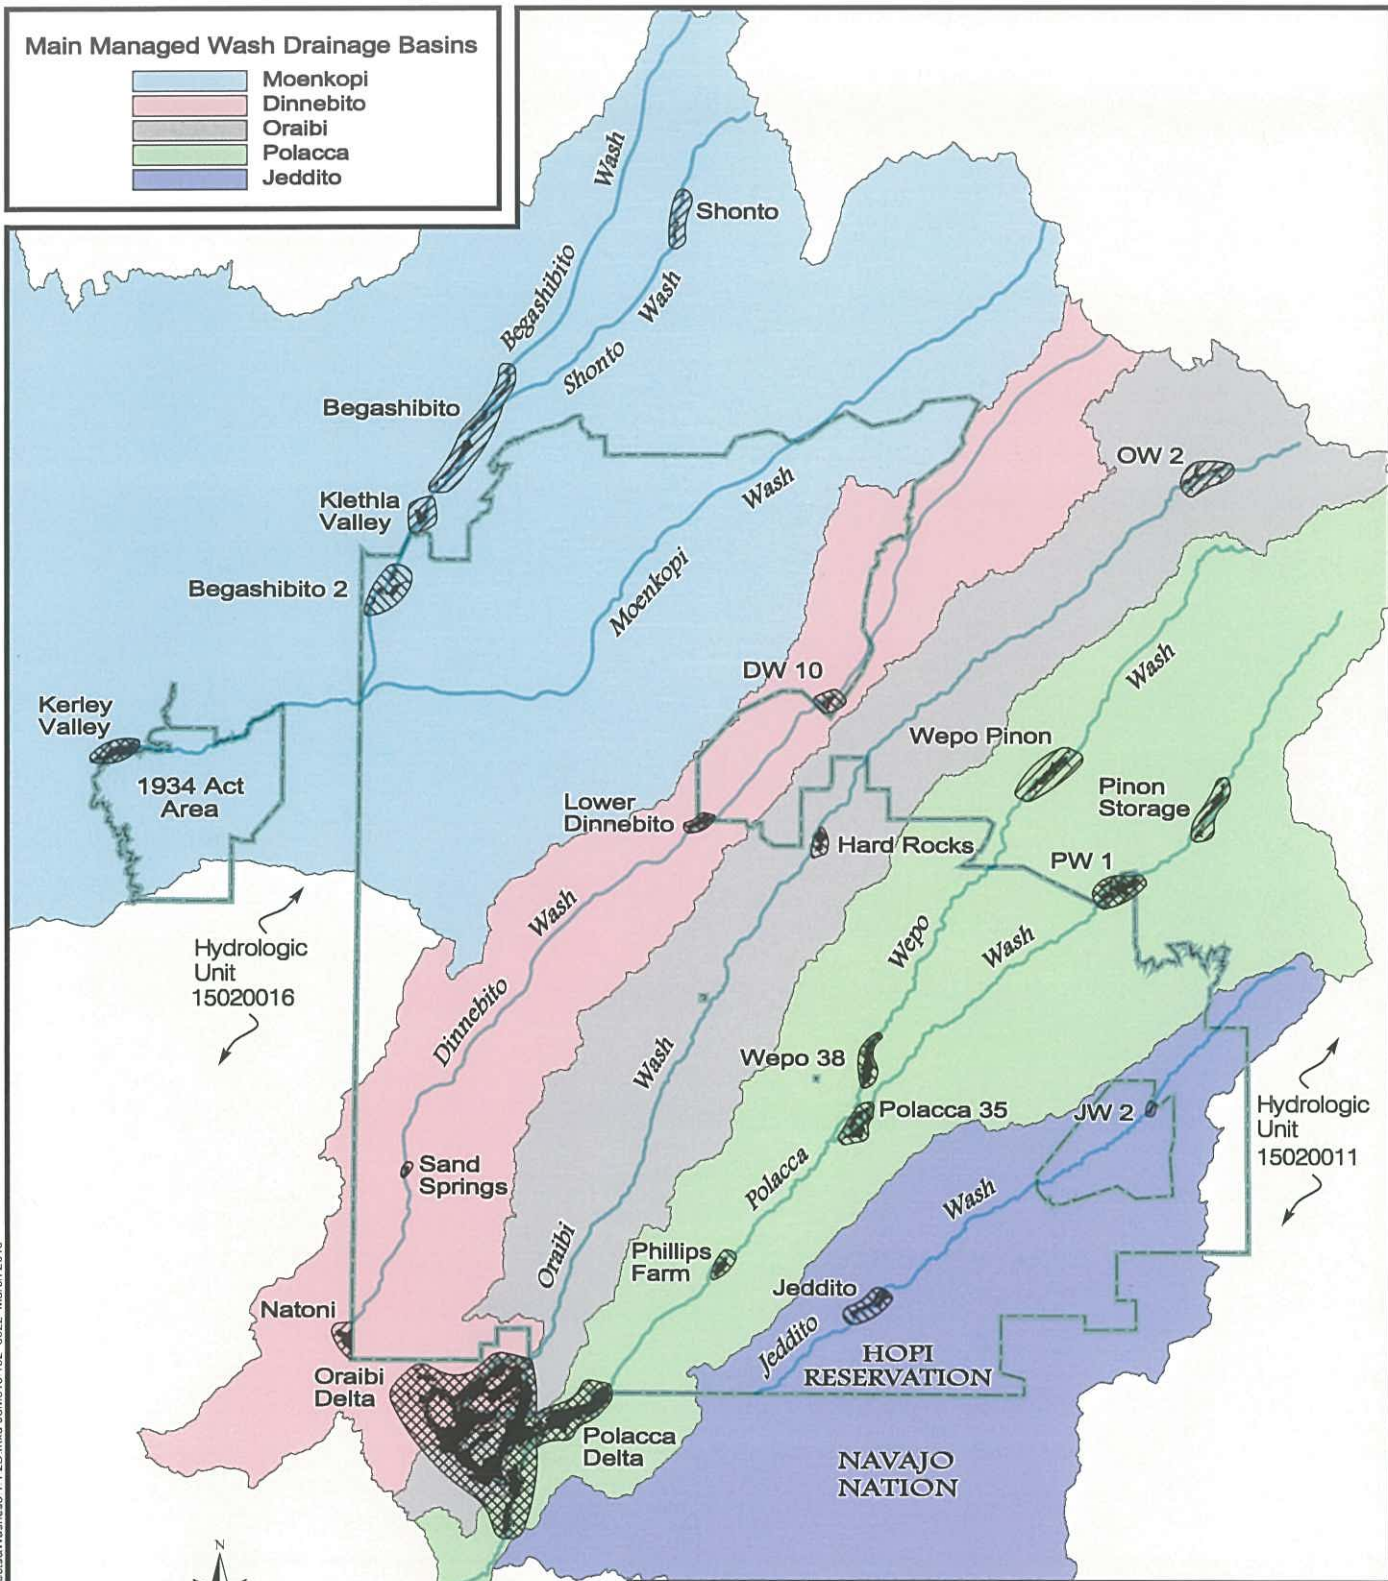 Main Managed Wash Drainage Basins
Moenkopi
Dinnebito
Oraibi
Polacca
Jeddito
Wash
Shonto
Begashibito
Wash
Shonto
Begashibito
OW 2
Klethla
Valley
Wash
Begashibito 2
Moenkopi
Wash
DW 10
Kerley
Valley
Wepo Pinon
1934 Act
Area
Pinon
Storage
Lower
Dinnebito
Hard Rocks
PW 1
Wash
Wepo
Wash
Hydrologic
Unit
15020016
Dinnebito
Wash
Wepo 38
Polacca 35
JW 2
Hydrologic
Unit
15020011
Sand
Springs
Polacca
Wash
Oraibi
Phillips
Farm
Jeddito
Natoni
Jeddito
HOPI
RESERVATION
Oraibi
Delta
Polacca
Delta
NAVAJO
NATION
N